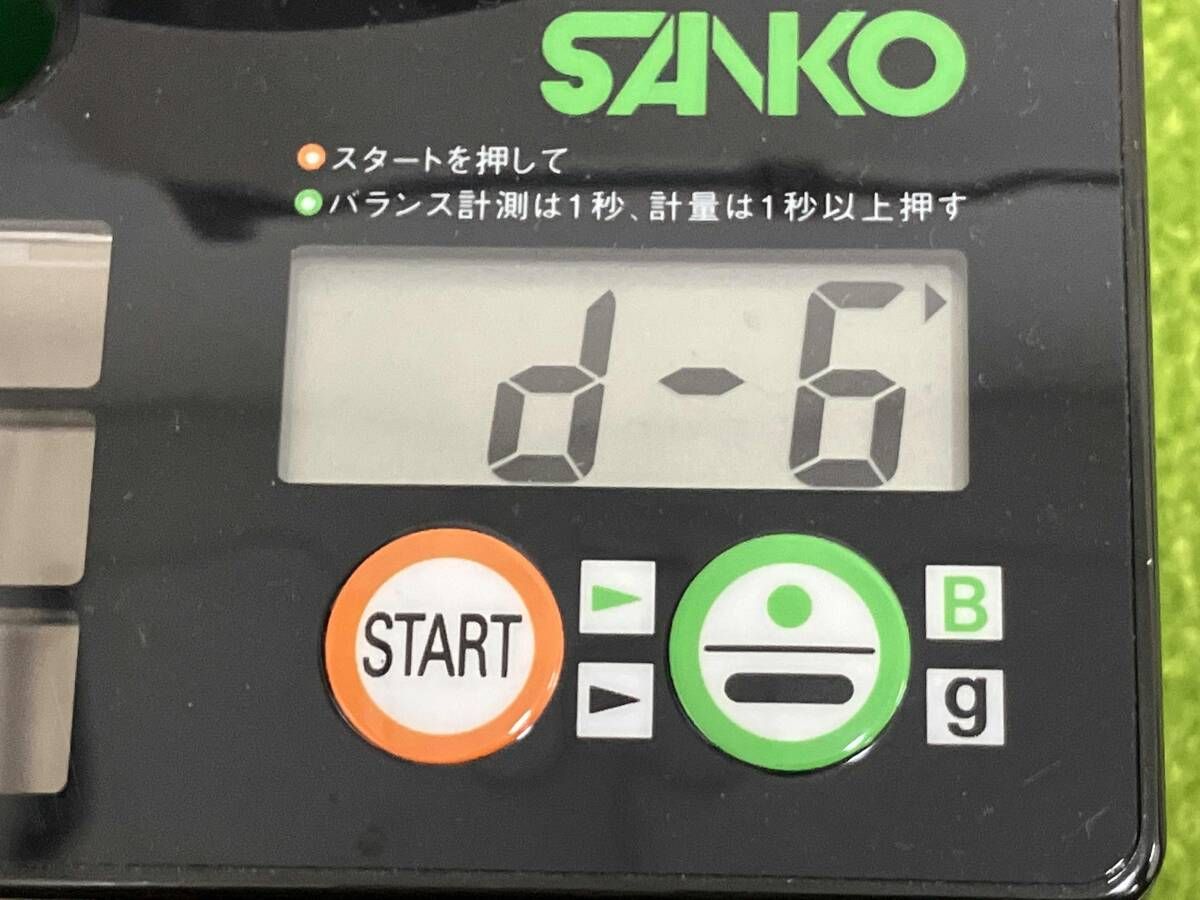 SANKO
スタートを押して
バランス計測は1秒、計量は1秒以上押す
d-6
START
B
g